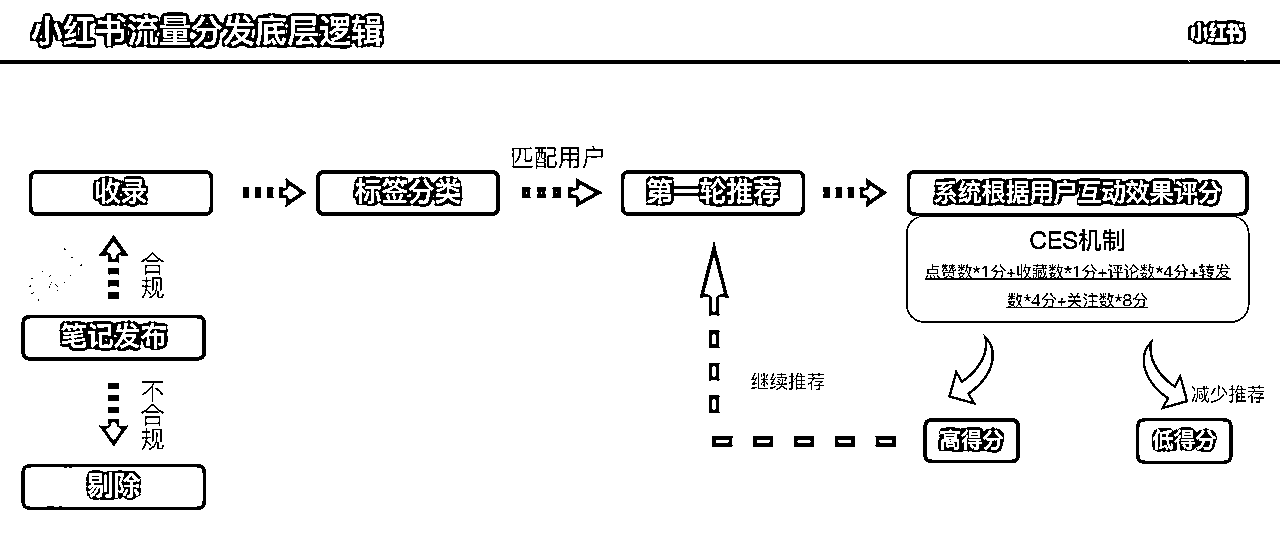 小红书流量分发底层逻辑
小红书
匹配用户
收录
标签分类
第一轮推荐
系统根据用户互动效果评分
CES机制
点赞数*1分+收藏数*1分+评论数*4分+转发
数*4分+关注数*8分
合规
笔记发布
不合规
剔除
继续推荐
减少推荐
高得分
低得分